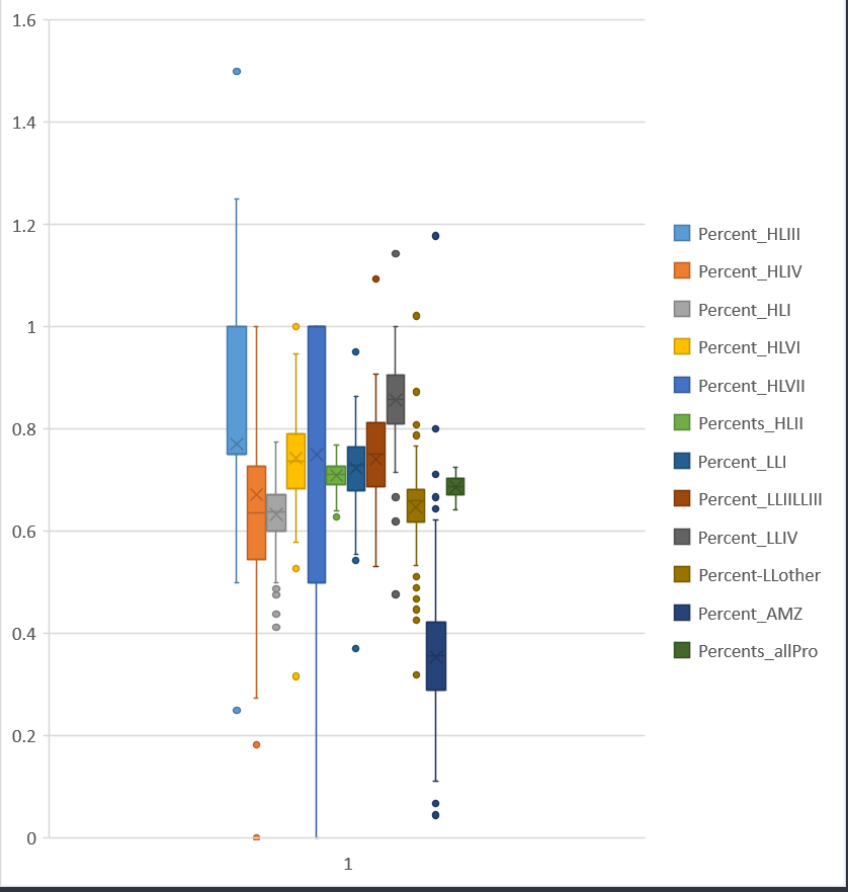 1.6
1.4
1.2
1
0.8
0.6
0.4
0.2
0
1
Percent_HLIII
Percent_HLIV
Percent_HLI
Percent_HLVI
Percent_HLVII
Percents_HLII
Percent_LLI
Percent_LLIILLIII
Percent_LLIV
Percent-LLother
Percent_AMZ
Percents_allPro